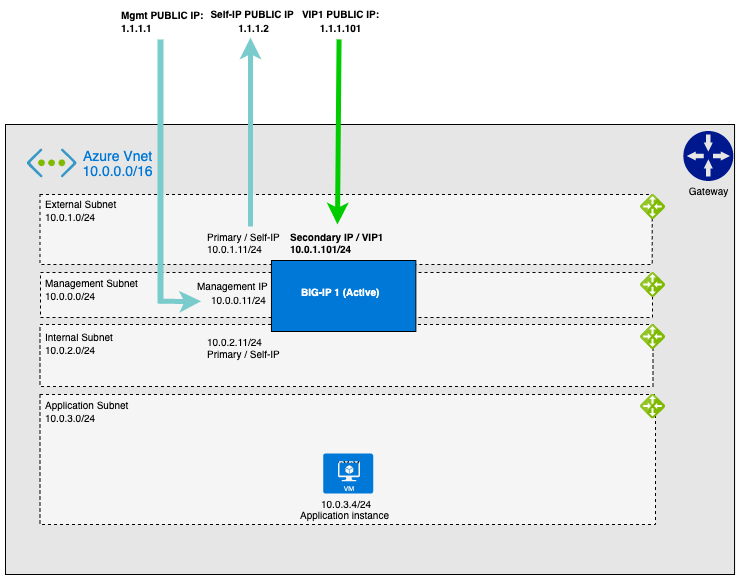 Mgmt PUBLIC IP:
1.1.1.1
Self-IP PUBLIC IP
1.1.1.2
VIP1 PUBLIC IP:
1.1.1.101
Azure Vnet
10.0.0.0/16
Gateway
External Subnet
10.0.1.0/24
Primary / Self-IP
10.0.1.11/24
Secondary IP / VIP1
10.0.1.101/24
Management Subnet
10.0.0.0/24
Management IP
10.0.0.11/24
BIG-IP 1 (Active)
Internal Subnet
10.0.2.0/24
10.0.2.11/24
Primary / Self-IP
Application Subnet
10.0.3.0/24
VM
10.0.3.4/24
Application instance